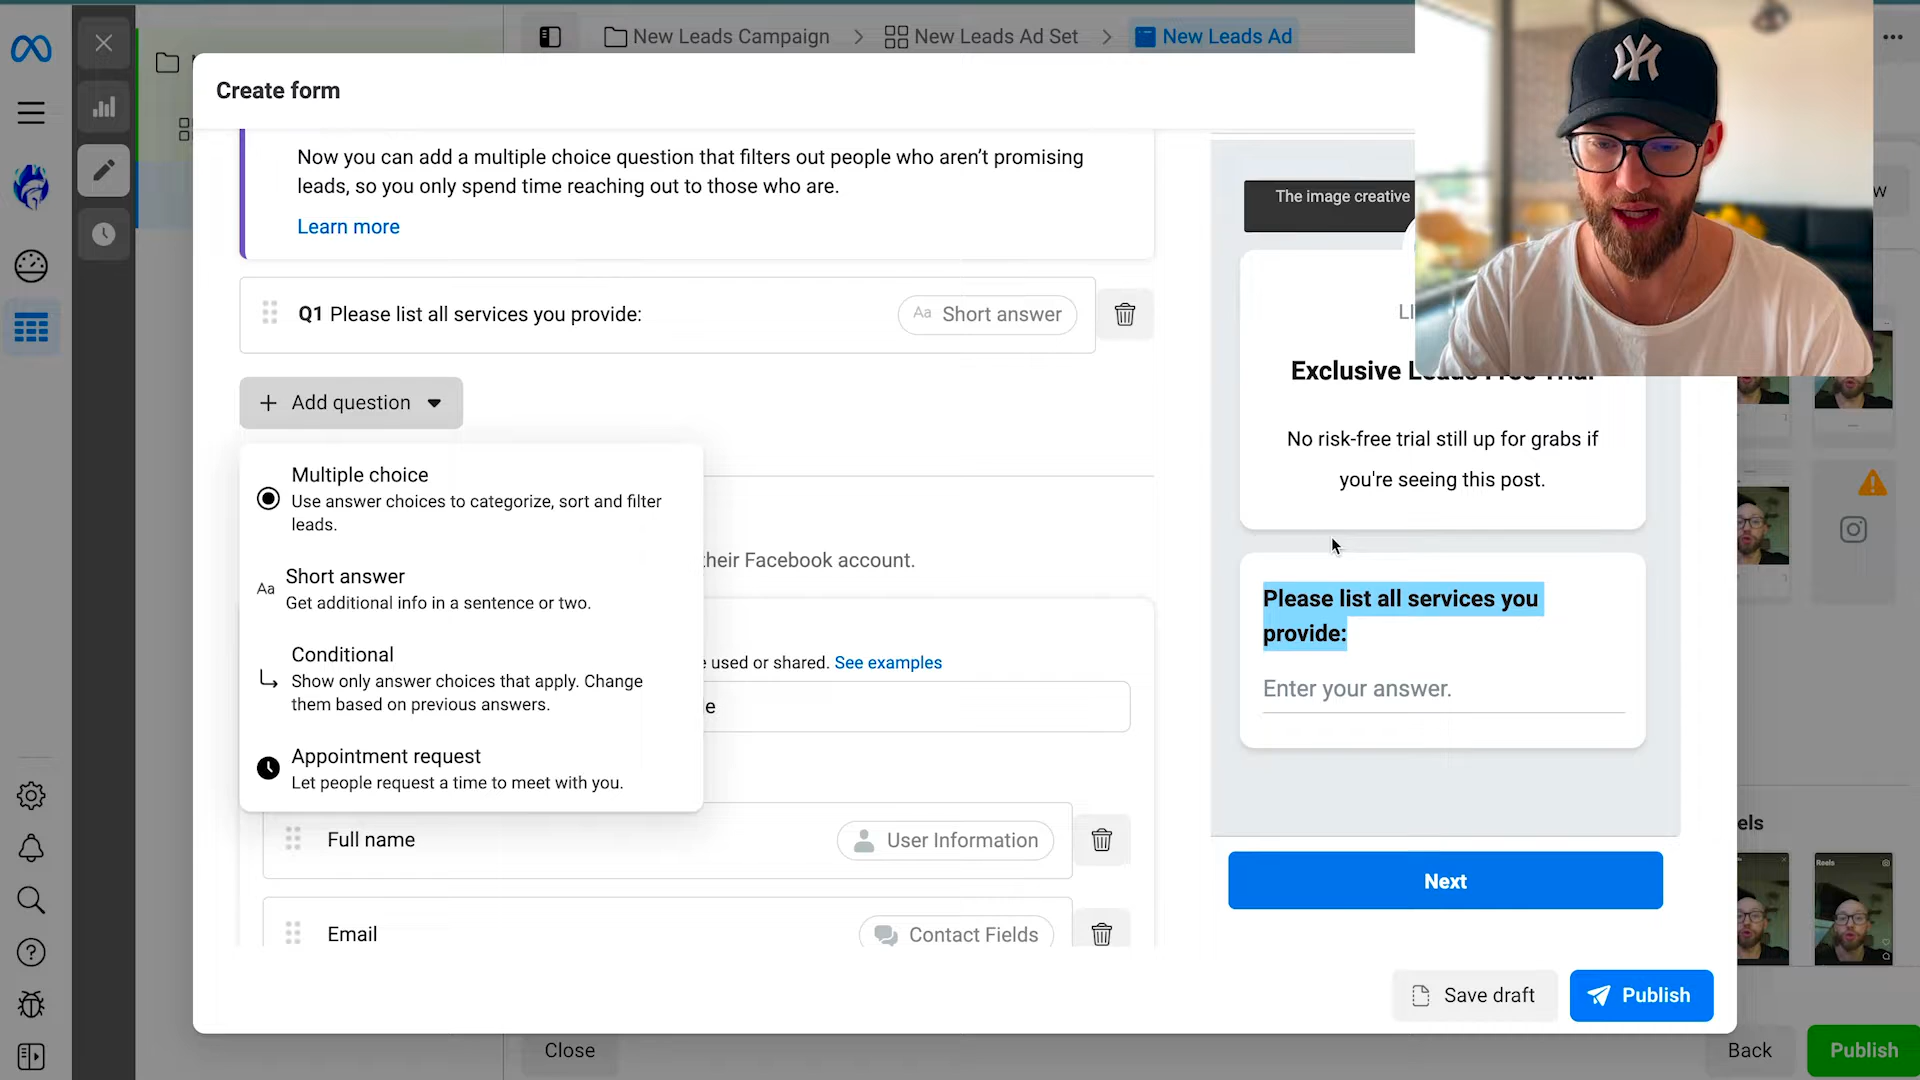 New Leads Campaign
New Leads Ad Set
New Leads Ad
Create form
Now you can add a multiple choice question that filters out people who aren't promising
leads, so you only spend time reaching out to those who are.
Learn more
Q1 Please list all services you provide:
Aa Short answer
Add question
Multiple choice
Use answer choices to categorize, sort and filter
leads.
Aa
Short answer
Get additional info in a sentence or two.
Conditional
Show only answer choices that apply. Change
them based on previous answers.
Appointment request
Let people request a time to meet with you.
their Facebook account.
used or shared. See examples
Full name
User Information
Email
Contact Fields
The image creative
Exclusive Leads Free Trial
No risk-free trial still up for grabs if
you're seeing this post.
Please list all services you
provide:
Enter your answer.
Next
Save draft
Publish
Close
Back
Publish
Reels